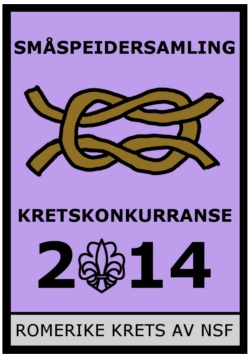 SMÅSPEIDERSAMLING
KRETSKONKURRANSE
2014
ROMERIKE KRETS AV NSF